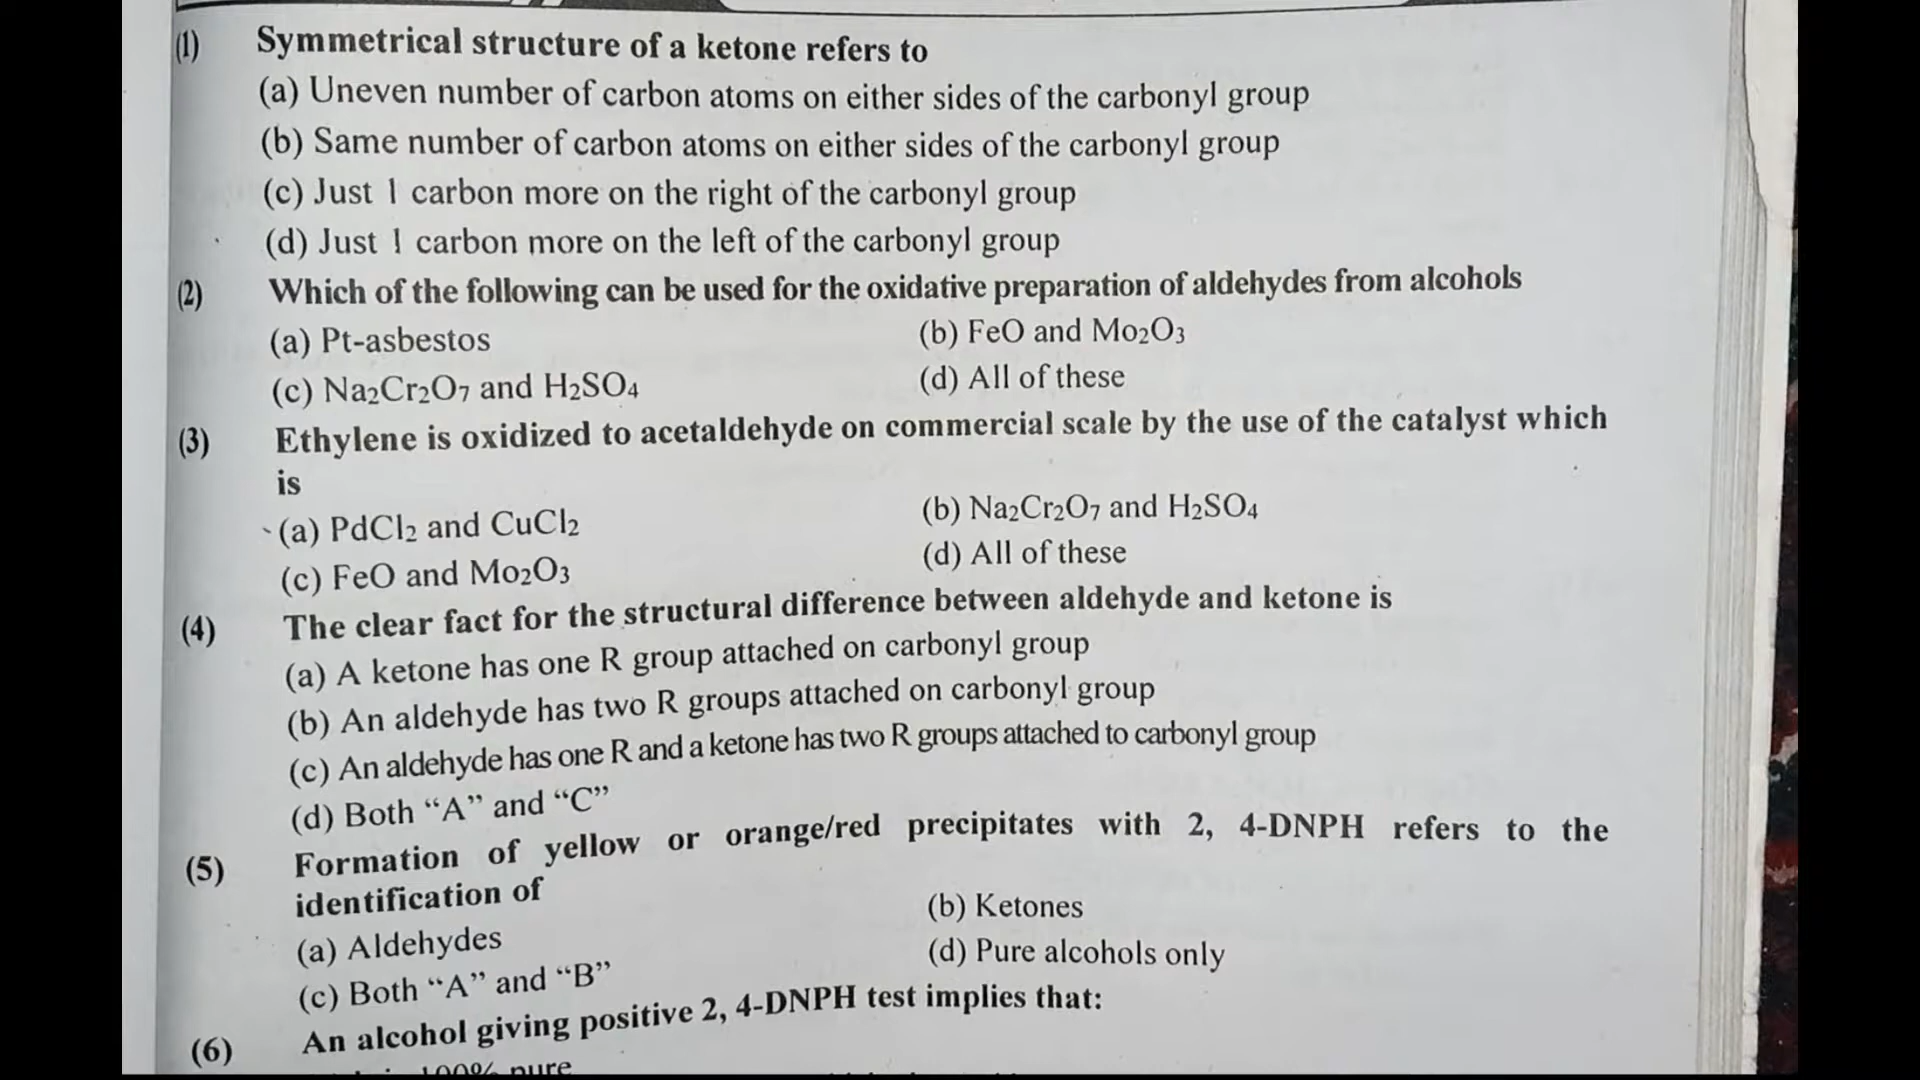 (1) Symmetrical structure of a ketone refers to
(a) Uneven number of carbon atoms on either sides of the carbonyl group
(b) Same number of carbon atoms on either sides of the carbonyl group
(c) Just 1 carbon more on the right of the carbonyl group
(d) Just 1 carbon more on the left of the carbonyl group
(2) Which of the following can be used for the oxidative preparation of aldehydes from alcohols
(a) Pt-asbestos (b) FeO and Mo₂O₃
(c) Na₂Cr₂O₇ and H₂SO₄ (d) All of these
(3) Ethylene is oxidized to acetaldehyde on commercial scale by the use of the catalyst which
is
(a) PdCl₂ and CuCl₂ (b) Na₂Cr₂O₇ and H₂SO₄
(c) FeO and Mo₂O₃ (d) All of these
(4) The clear fact for the structural difference between aldehyde and ketone is
(a) A ketone has one R group attached on carbonyl group
(b) An aldehyde has two R groups attached on carbonyl group
(c) An aldehyde has one R and a ketone has two R groups attached to carbonyl group
(d) Both “A” and “C”
(5) Formation of yellow or orange/red precipitates with 2, 4-DNPH refers to the
identification of
(a) Aldehydes (b) Ketones
(c) Both “A” and “B” (d) Pure alcohols only
(6) An alcohol giving positive 2, 4-DNPH test implies that:
100% pure